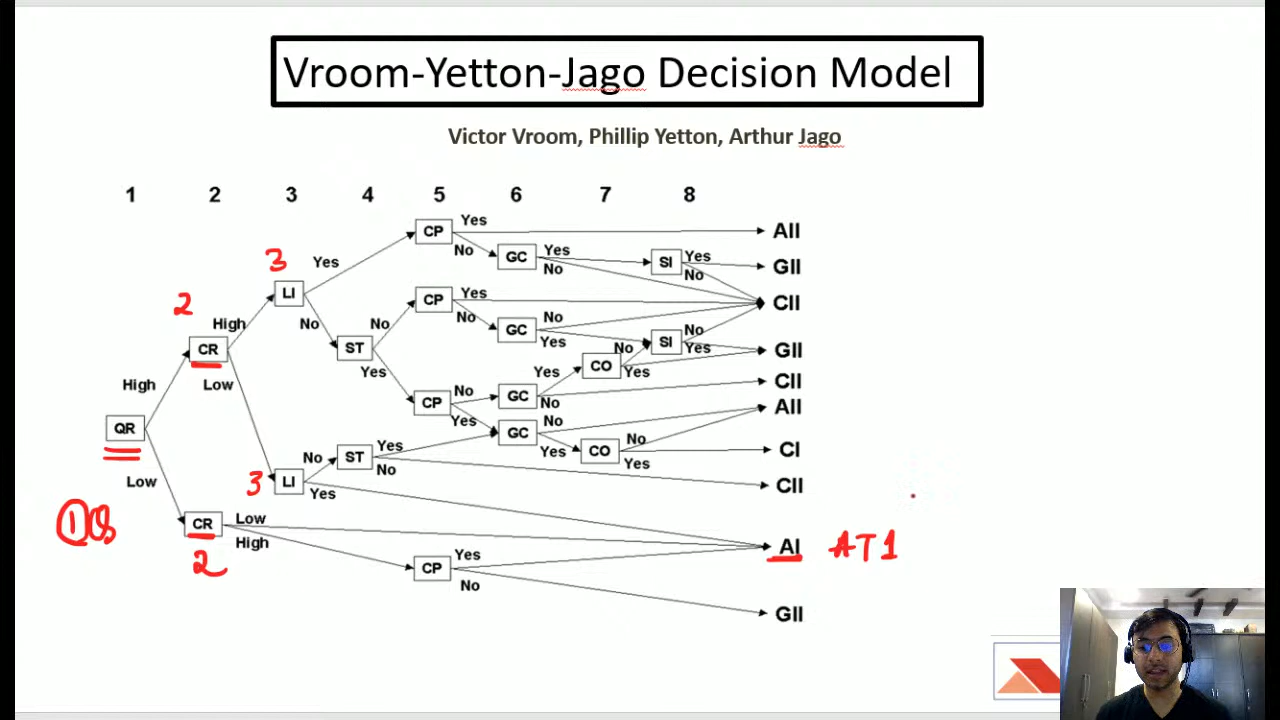 Vroom-Yetton-Jago Decision Model
Victor Vroom, Phillip Yetton, Arthur Jago
1 2 3 4 5 6 7 8
CP Yes AII
No GC Yes SI Yes GII
No No
3 Yes
LI CP Yes CII
2 No
High No ST No GC No SI No
Yes Yes GII
CR No CO Yes
Yes Yes
High Low CP No GC No CII
Yes GC No AII
QR No ST Yes Yes CO No CI
No Yes
Low 3 LI Yes CII
1 Qs
CR Low AI AT1
High
2 CP Yes
No GII